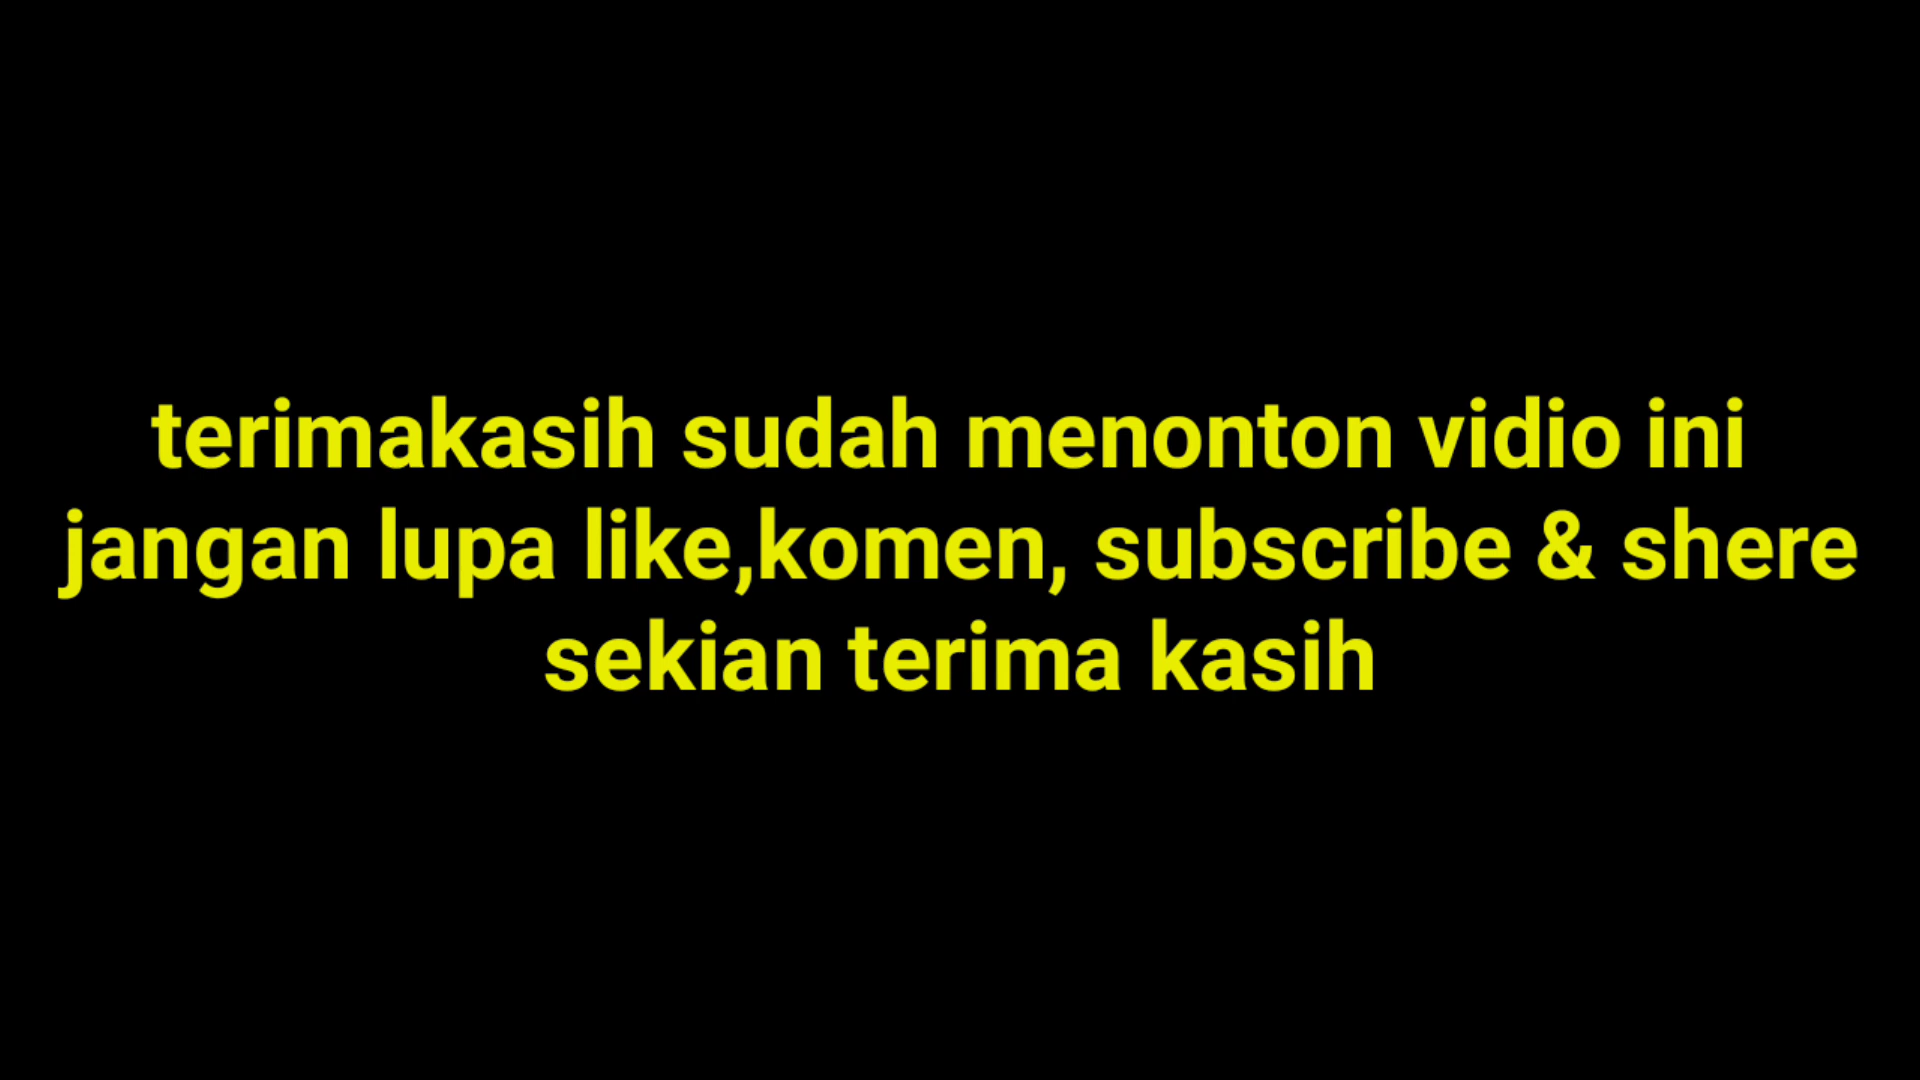 terimakasih sudah menonton vidio ini
jangan lupa like,komen, subscribe & shere
sekian terima kasih